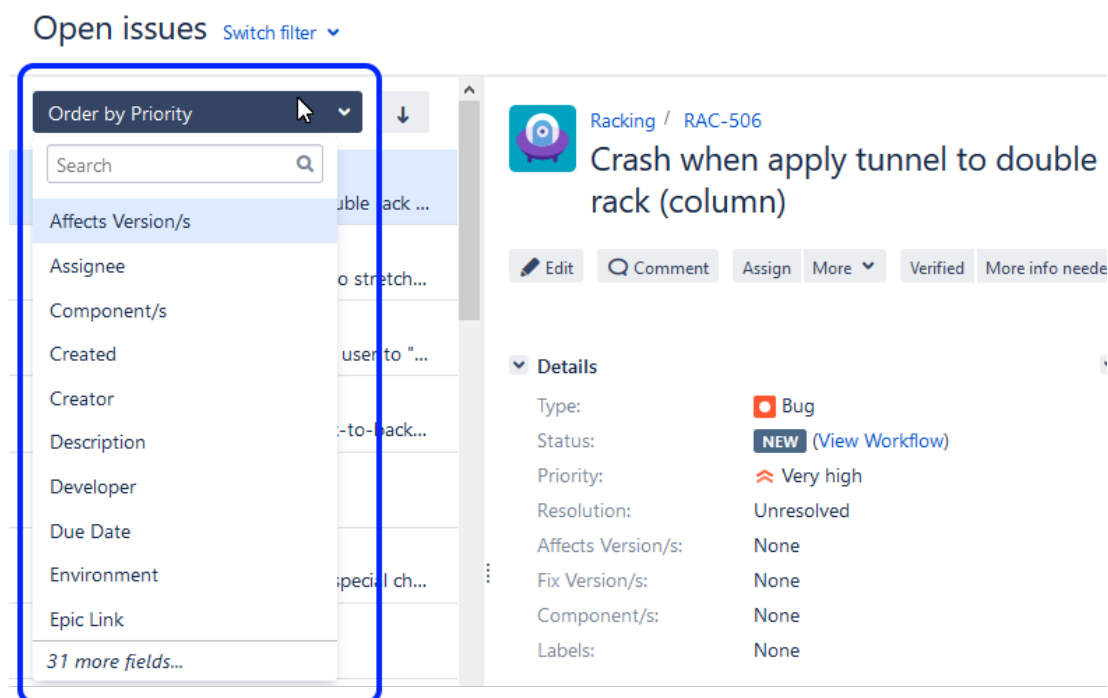 Open issues Switch filter
Order by Priority
Search
Affects Version/s
Assignee
Component/s
Created
Creator
Description
Developer
Due Date
Environment
Epic Link
31 more fields...
rack ...
o stretch...
user to "...
-to-back...
special ch...
Racking / RAC-506
Crash when apply tunnel to double
rack (column)
Edit Comment Assign More Verified More info neede
Details
Type: Bug
Status: NEW (View Workflow)
Priority: Very high
Resolution: Unresolved
Affects Version/s: None
Fix Version/s: None
Component/s: None
Labels: None